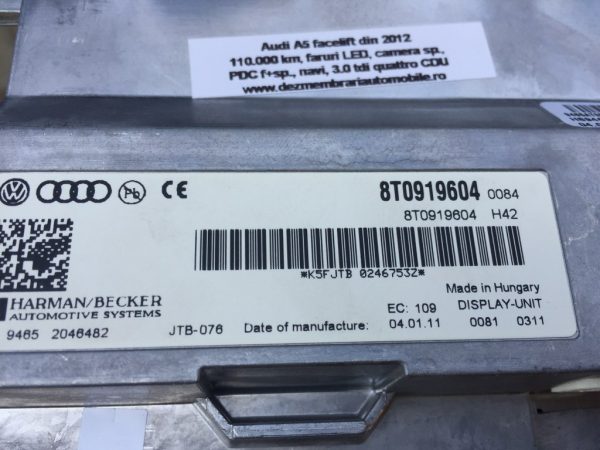 Audi A5 facelift din 2012
110.000 km, faruri LED, camera sp.,
PDC f+sp., navi, 3.0 tdi quattro CDU
www.dezmembrariautomobile.ro
Pb CE
8T0919604 0084
8T0919604 H42
*K5FJTB 0246753Z*
Made in Hungary
HARMAN/BECKER
AUTOMOTIVE SYSTEMS
EC: 109 DISPLAY-UNIT
9465 2046482 JTB-076 Date of manufacture: 04.01.11 0081 0311